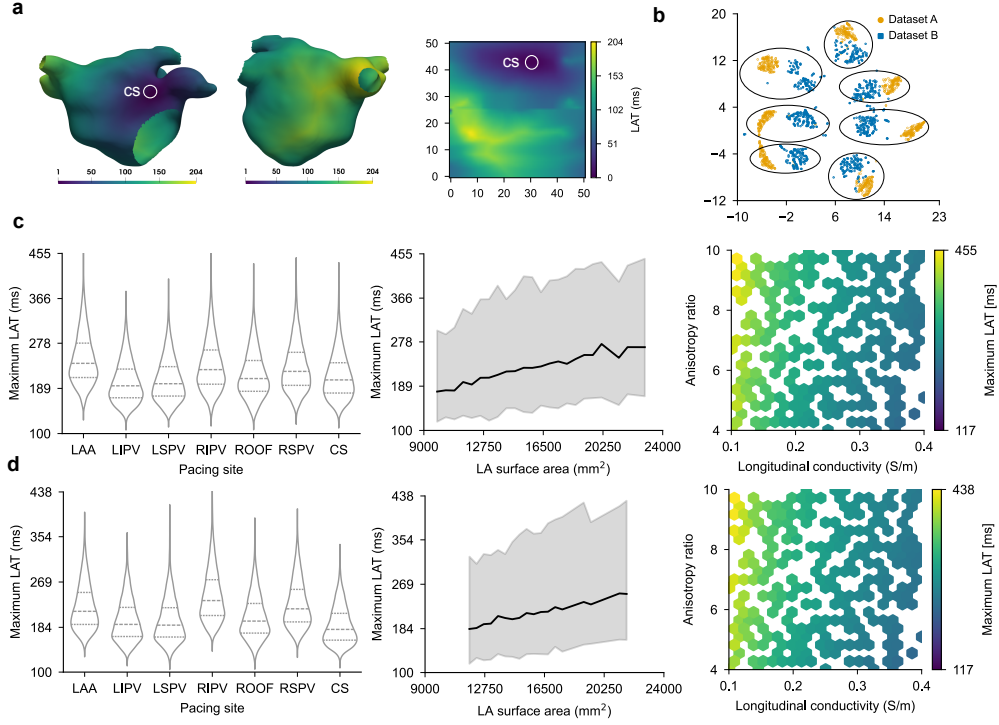 a
CS
1 50 100 150 204
1 50 100 150 204
50
40
30
20
10
0
0 10 20 30 40 50
CS
204
153
102
51
0
LAT (ms)
b
Dataset A
Dataset B
20
12
4
−4
−12
−10 −2 6 14 23
c
Maximum LAT (ms)
455
366
278
189
100
LAA LIPV LSPV RIPV ROOF RSPV CS
Pacing site
Maximum LAT (ms)
455
366
278
189
100
9000 12750 16500 20250 24000
LA surface area (mm²)
Anisotropy ratio
10
8
6
4
0.1 0.2 0.3 0.4
Longitudinal conductivity (S/m)
455
117
Maximum LAT [ms]
d
Maximum LAT (ms)
438
354
269
184
100
LAA LIPV LSPV RIPV ROOF RSPV CS
Pacing site
Maximum LAT (ms)
438
354
269
184
100
9000 12750 16500 20250 24000
LA surface area (mm²)
Anisotropy ratio
10
8
6
4
0.1 0.2 0.3 0.4
Longitudinal conductivity (S/m)
438
117
Maximum LAT [ms]